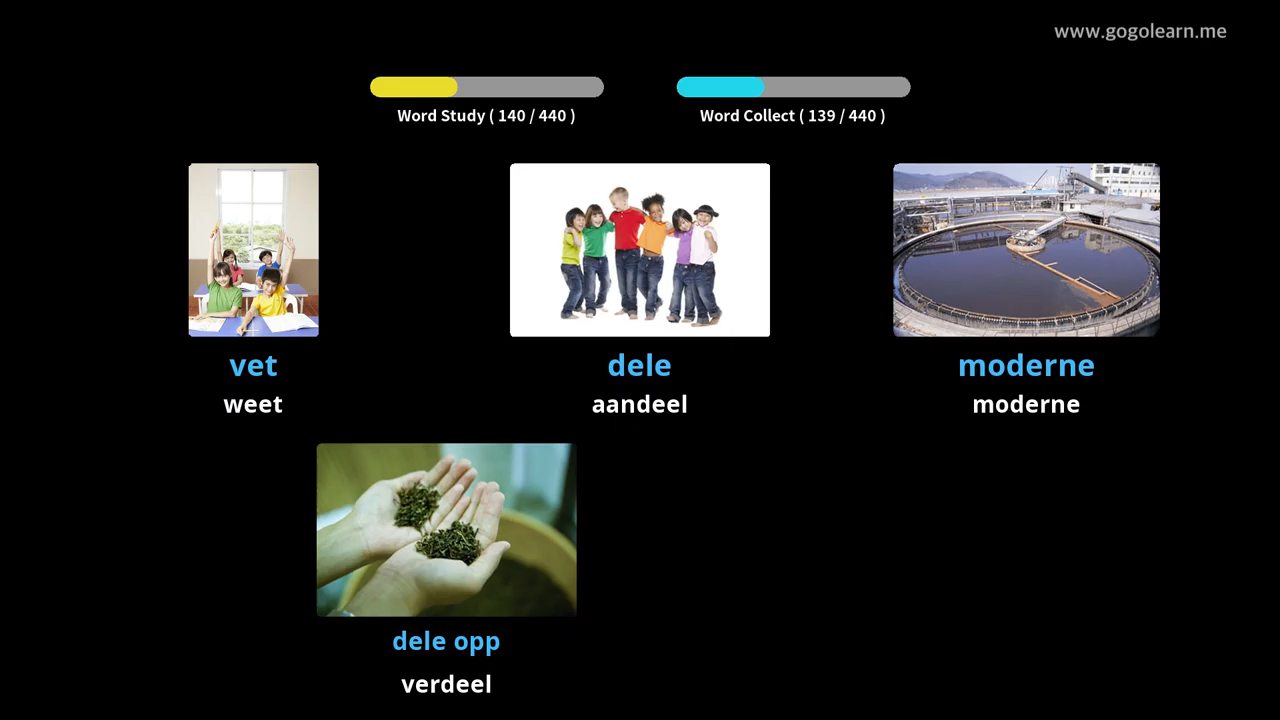 www.gogolearn.me
Word Study ( 140 / 440 )
Word Collect ( 139 / 440 )
vet
weet
dele
aandeel
moderne
moderne
dele opp
verdeel